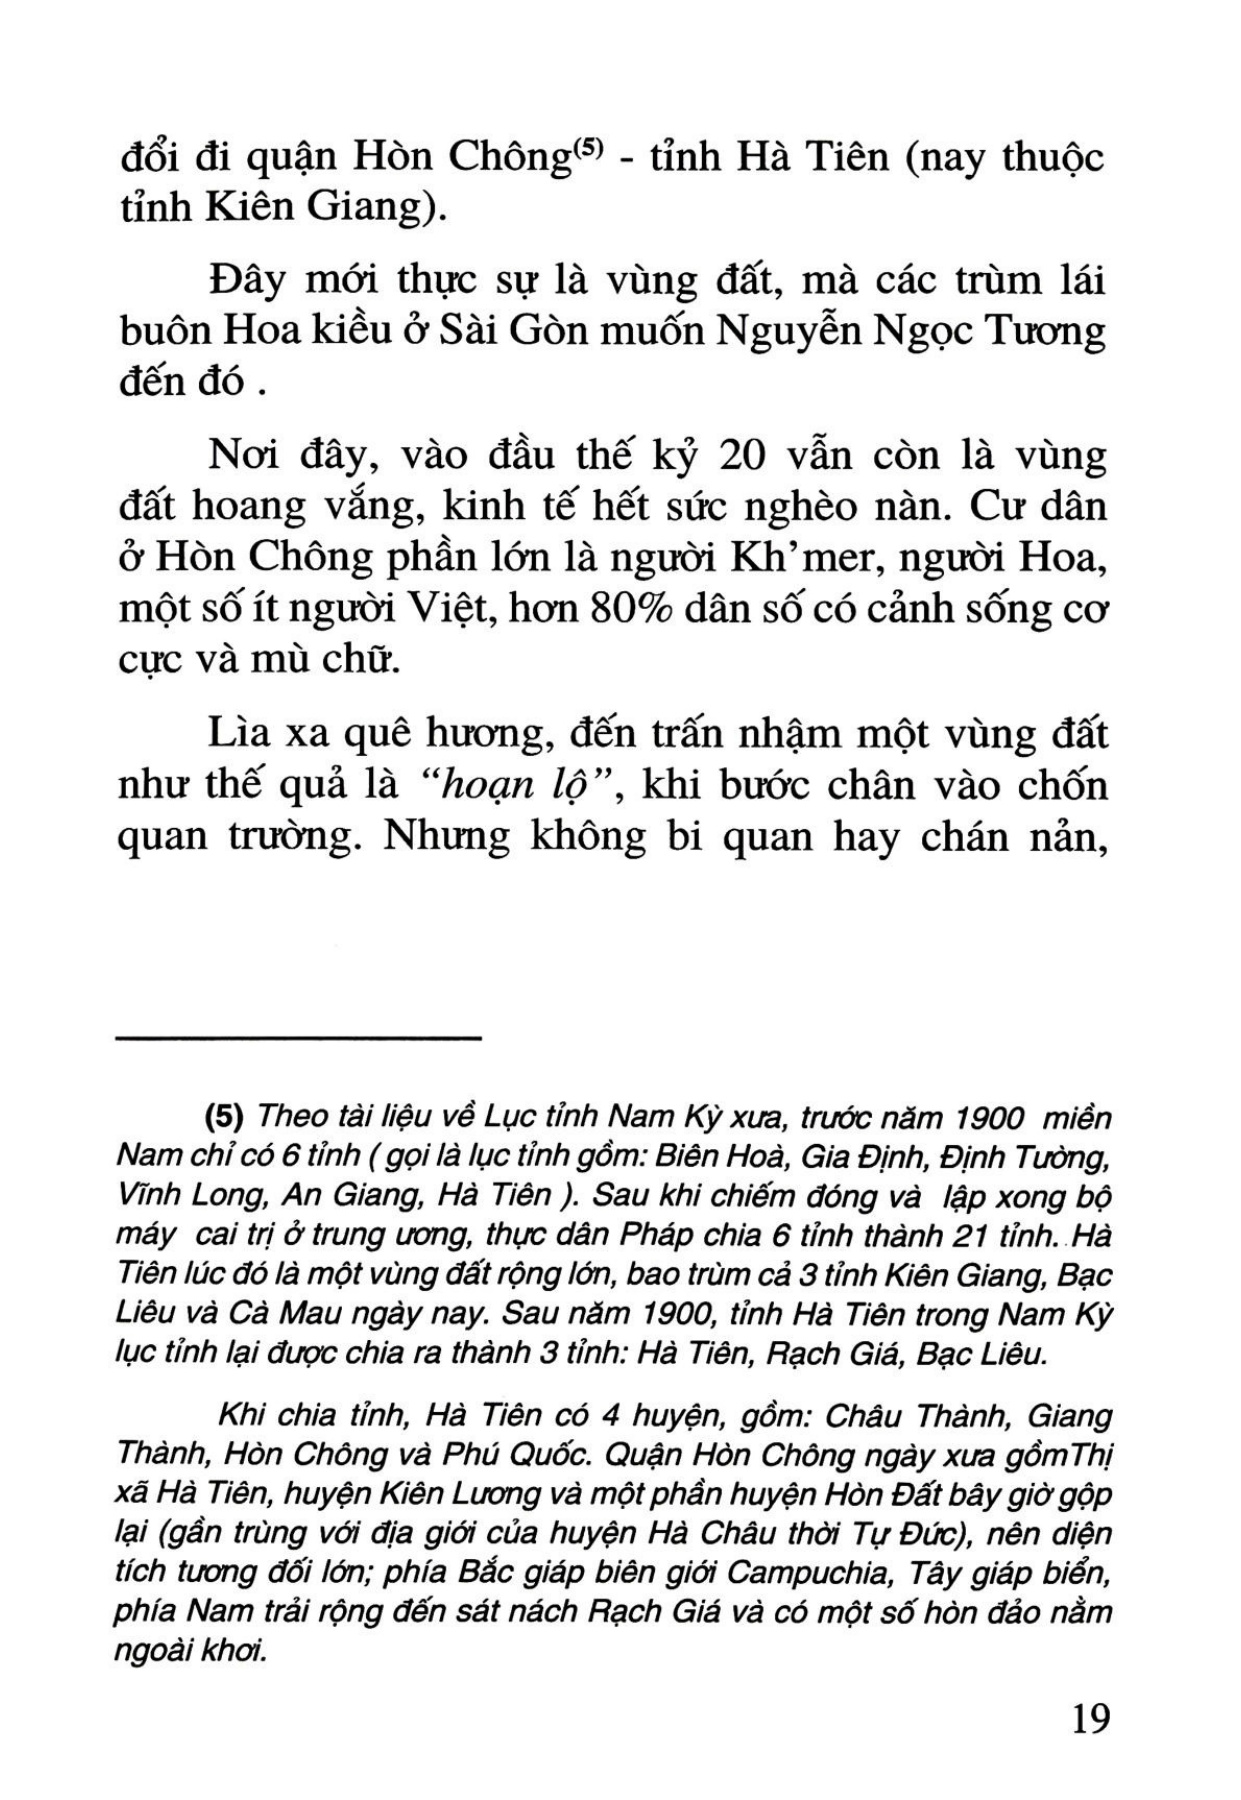 đổi đi quận Hòn Chông(5) - tỉnh Hà Tiên (nay thuộc
tỉnh Kiên Giang).
Đây mới thực sự là vùng đất, mà các trùm lái
buôn Hoa kiều ở Sài Gòn muốn Nguyễn Ngọc Tương
đến đó .
Nơi đây, vào đầu thế kỷ 20 vẫn còn là vùng
đất hoang vắng, kinh tế hết sức nghèo nàn. Cư dân
ở Hòn Chông phần lớn là người Kh’mer, người Hoa,
một số ít người Việt, hơn 80% dân số có cảnh sống cơ
cực và mù chữ.
Lìa xa quê hương, đến trấn nhậm một vùng đất
như thế quả là “hoạn lộ”, khi bước chân vào chốn
quan trường. Nhưng không bi quan hay chán nản,
(5) Theo tài liệu về Lục tỉnh Nam Kỳ xưa, trước năm 1900 miền
Nam chỉ có 6 tỉnh ( gọi là lục tỉnh gồm: Biên Hoà, Gia Định, Định Tường,
Vĩnh Long, An Giang, Hà Tiên ). Sau khi chiếm đóng và lập xong bộ
máy cai trị ở trung ương, thực dân Pháp chia 6 tỉnh thành 21 tỉnh. Hà
Tiên lúc đó là một vùng đất rộng lớn, bao trùm cả 3 tỉnh Kiên Giang, Bạc
Liêu và Cà Mau ngày nay. Sau năm 1900, tỉnh Hà Tiên trong Nam Kỳ
lục tỉnh lại được chia ra thành 3 tỉnh: Hà Tiên, Rạch Giá, Bạc Liêu.
Khi chia tỉnh, Hà Tiên có 4 huyện, gồm: Châu Thành, Giang
Thành, Hòn Chông và Phú Quốc. Quận Hòn Chông ngày xưa gồmThị
xã Hà Tiên, huyện Kiên Lương và một phần huyện Hòn Đất bây giờ gộp
lại (gần trùng với địa giới của huyện Hà Châu thời Tự Đức), nên diện
tích tương đối lớn; phía Bắc giáp biên giới Campuchia, Tây giáp biển,
phía Nam trải rộng đến sát nách Rạch Giá và có một số hòn đảo nằm
ngoài khơi.
19